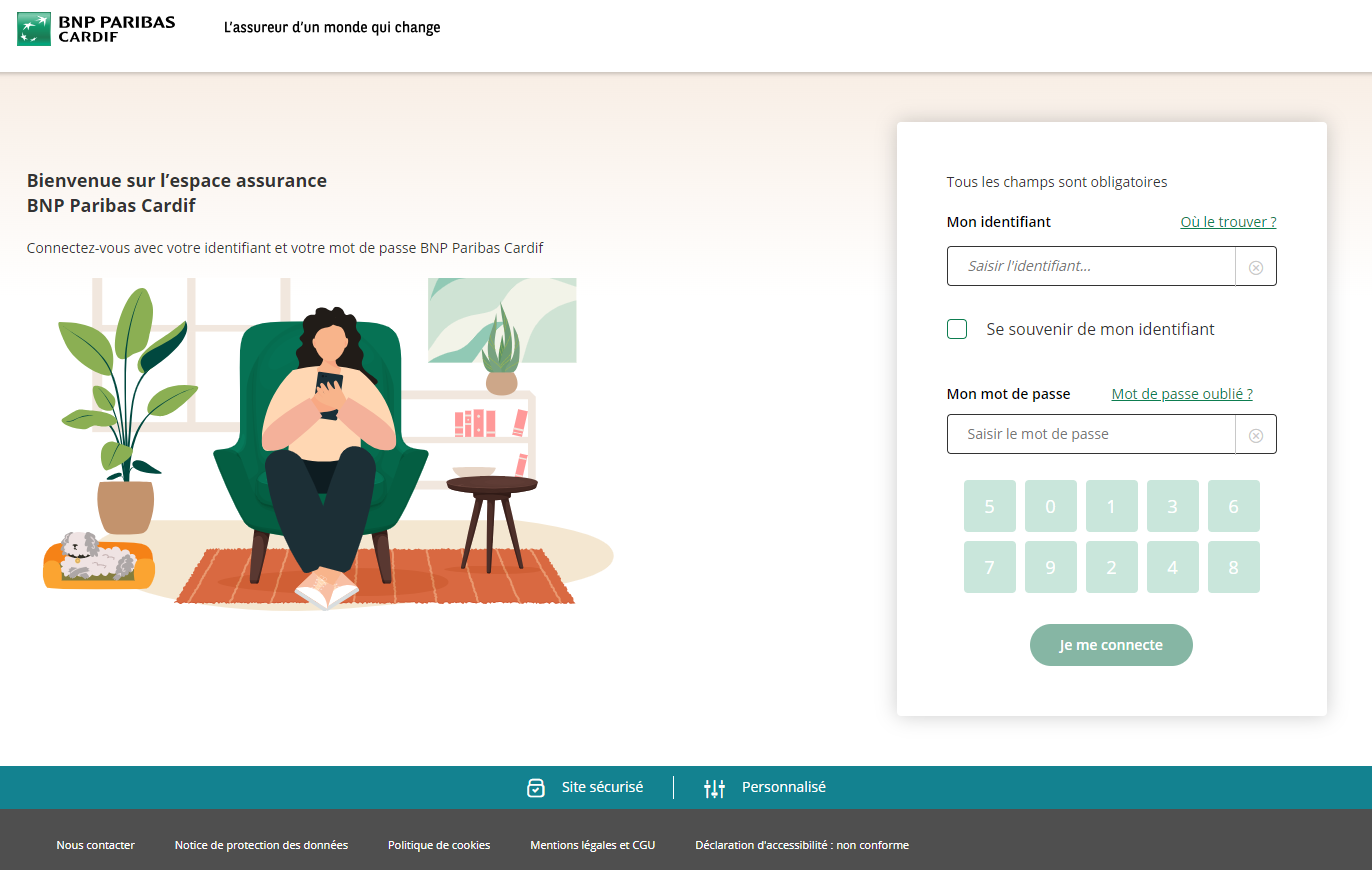 BNP PARIBAS
CARDIF
L'assureur d'un monde qui change
Bienvenue sur l'espace assurance
BNP Paribas Cardif
Connectez-vous avec votre identifiant et votre mot de passe BNP Paribas Cardif
Tous les champs sont obligatoires
Mon identifiant Où le trouver ?
Saisir l'identifiant...
Se souvenir de mon identifiant
Mon mot de passe Mot de passe oublié ?
Saisir le mot de passe
5 0 1 3 6
7 9 2 4 8
Je me connecte
Site sécurisé Personnalisé
Nous contacter Notice de protection des données Politique de cookies Mentions légales et CGU Déclaration d'accessibilité : non conforme